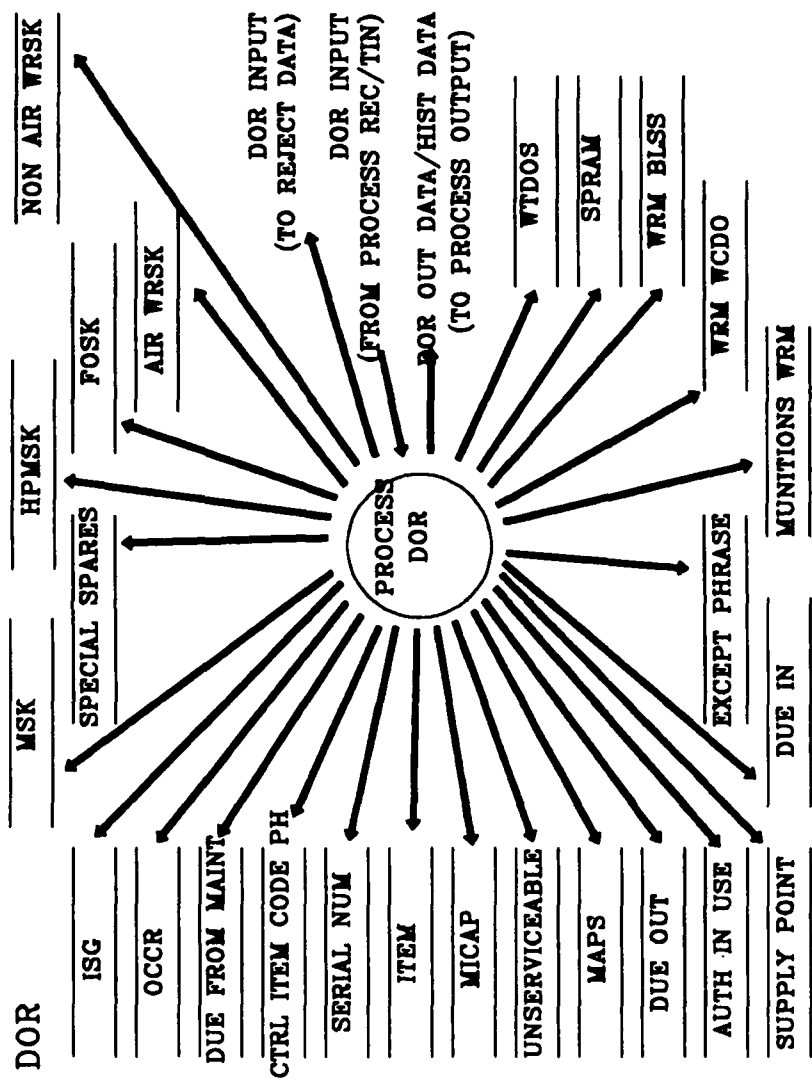 DOR
MSK
HPMSK
NON AIR WRSK
SPECIAL SPARES
FOSK
AIR WRSK
ISG
OCCR
DUE FROM MAINT
CTRL ITEM CODE PH
SERIAL NUM
ITEM
MICAP
UNSERVICEABLE
MAPS
DUE OUT
AUTH IN USE
SUPPLY POINT
PROCESS
DOR
DOR INPUT
(TO REJECT DATA)
DOR INPUT
(FROM PROCESS REC/TIN)
DOR OUT DATA/HIST DATA
(TO PROCESS OUTPUT)
WTDOS
SPRAM
WRM BLSS
WRM WCDO
MUNITIONS WRM
EXCEPT PHRASE
DUE IN